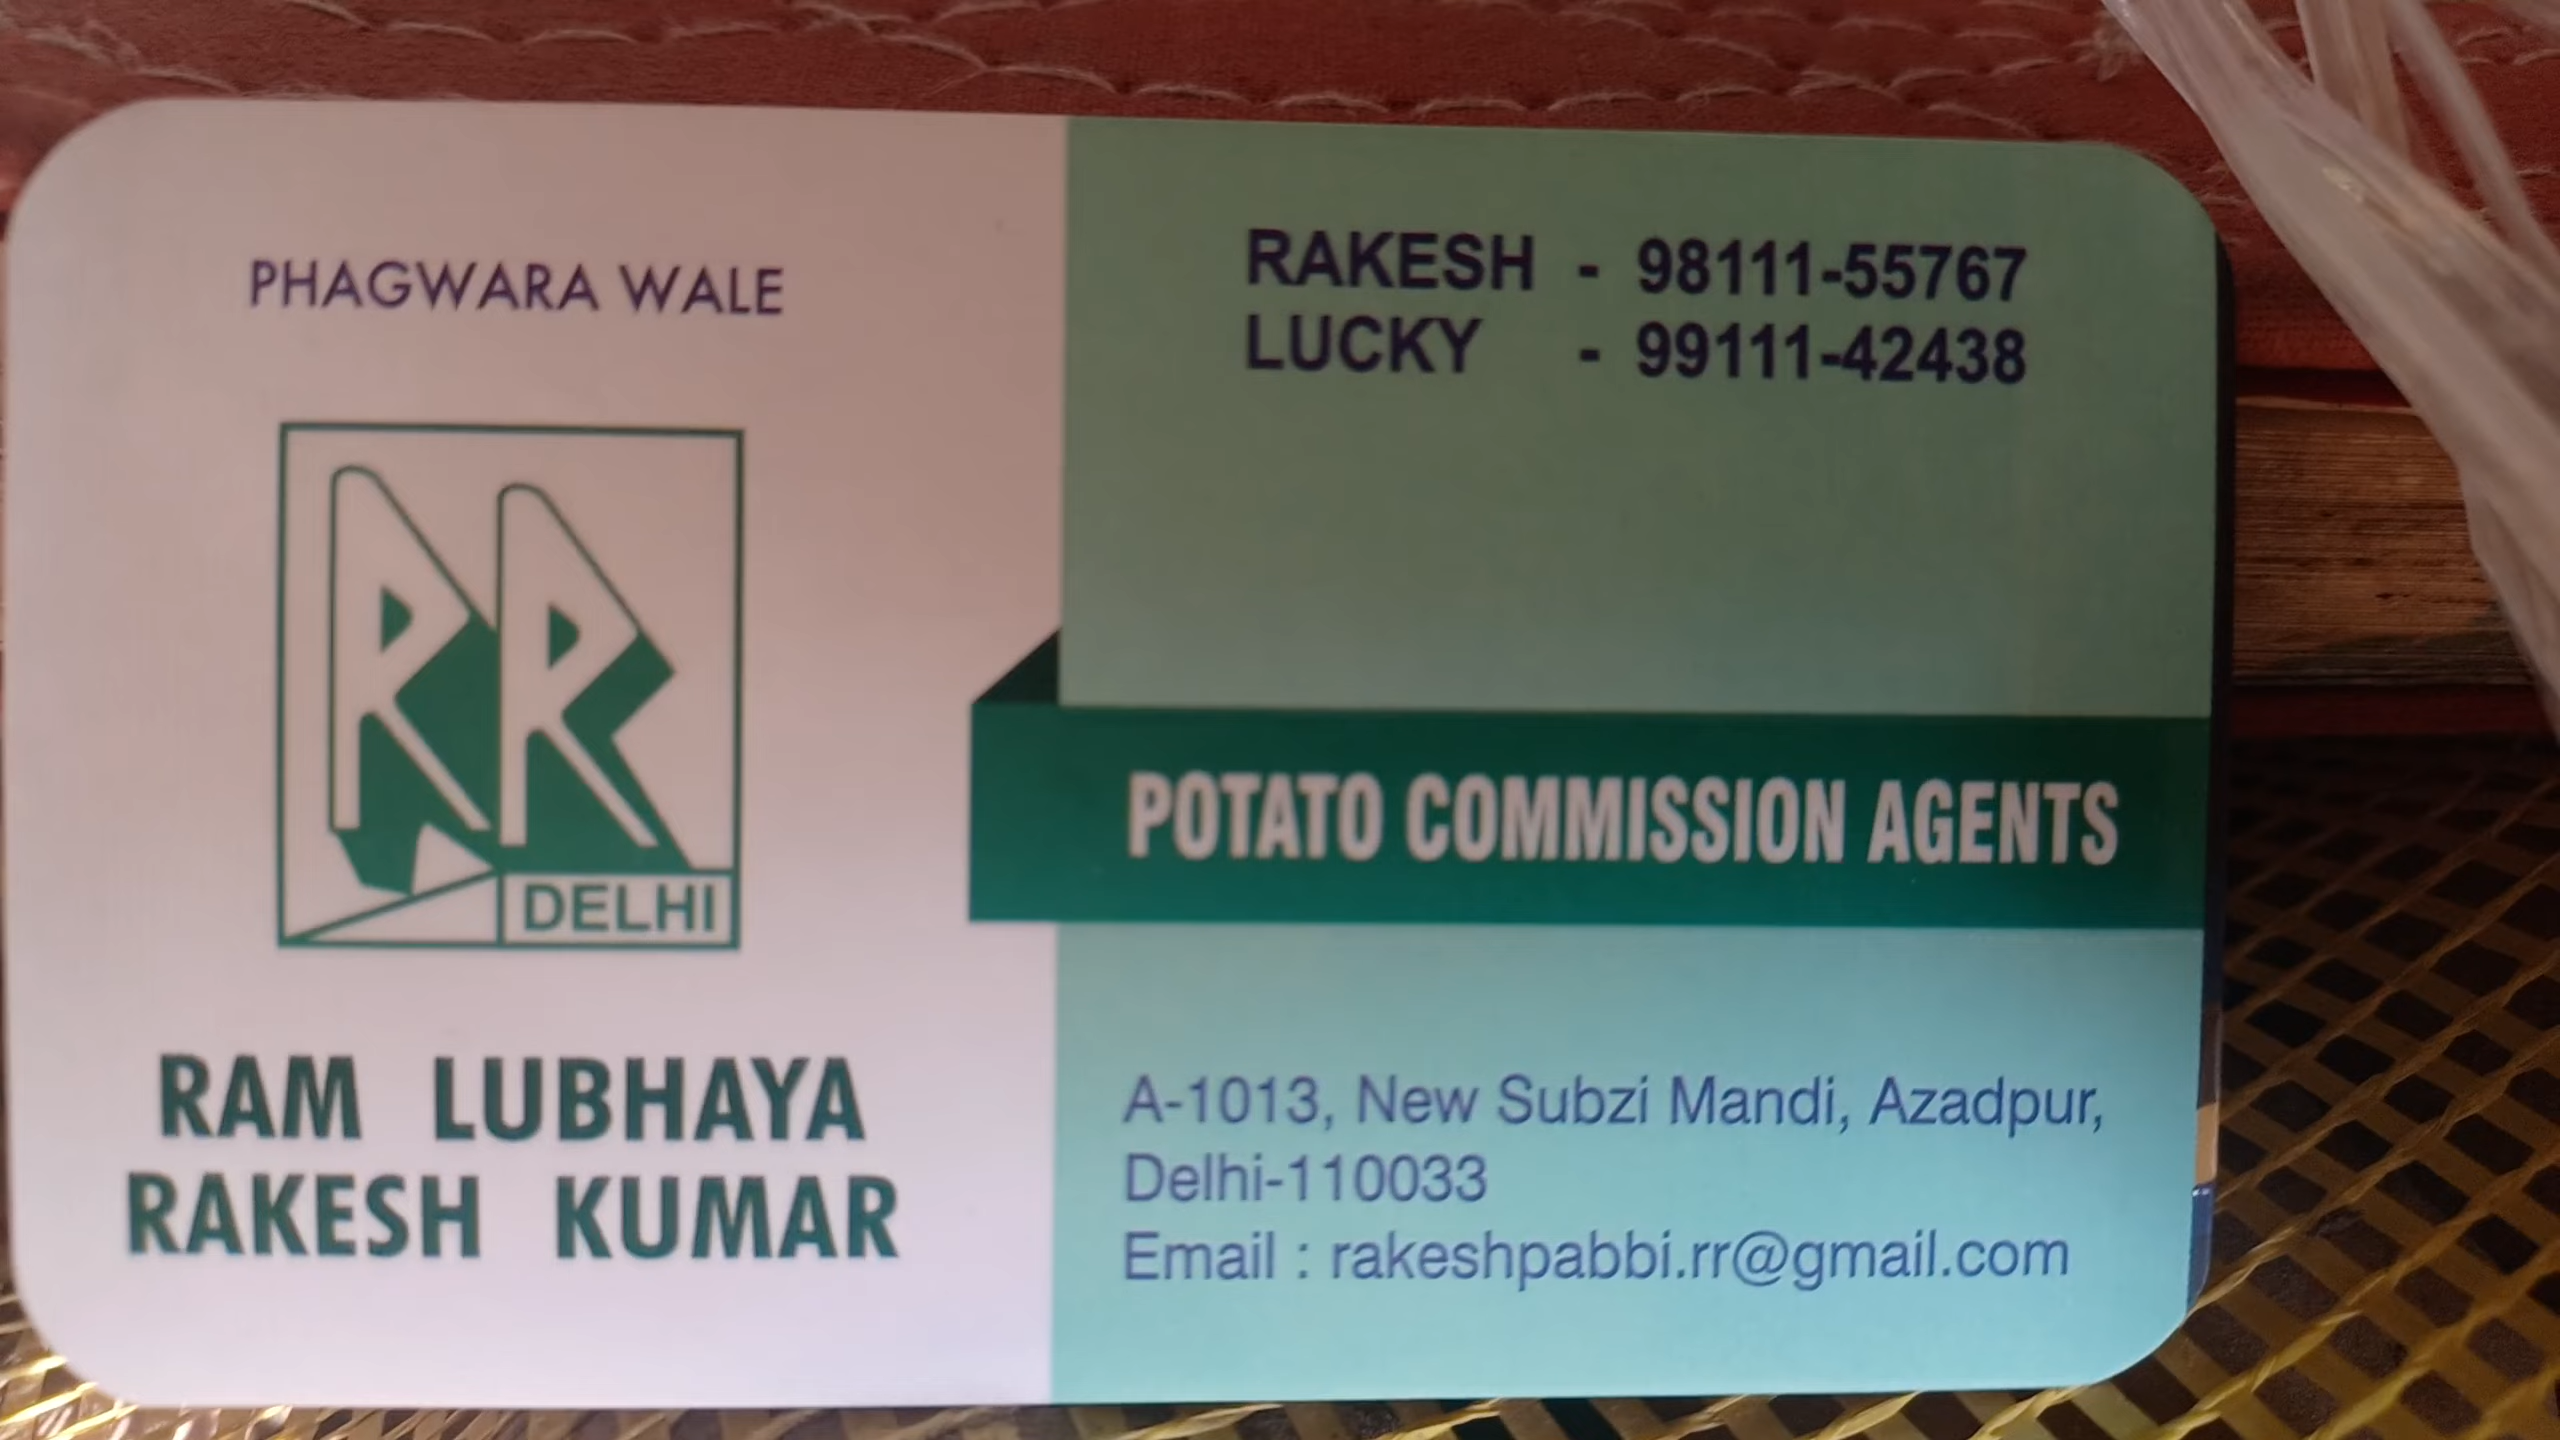 PHAGWARA WALE
RR
DELHI
RAM LUBHAYA
RAKESH KUMAR
RAKESH - 98111-55767
LUCKY - 99111-42438
POTATO COMMISSION AGENTS
A-1013, New Subzi Mandi, Azadpur,
Delhi-110033
Email : rakeshpabbi.rr@gmail.com